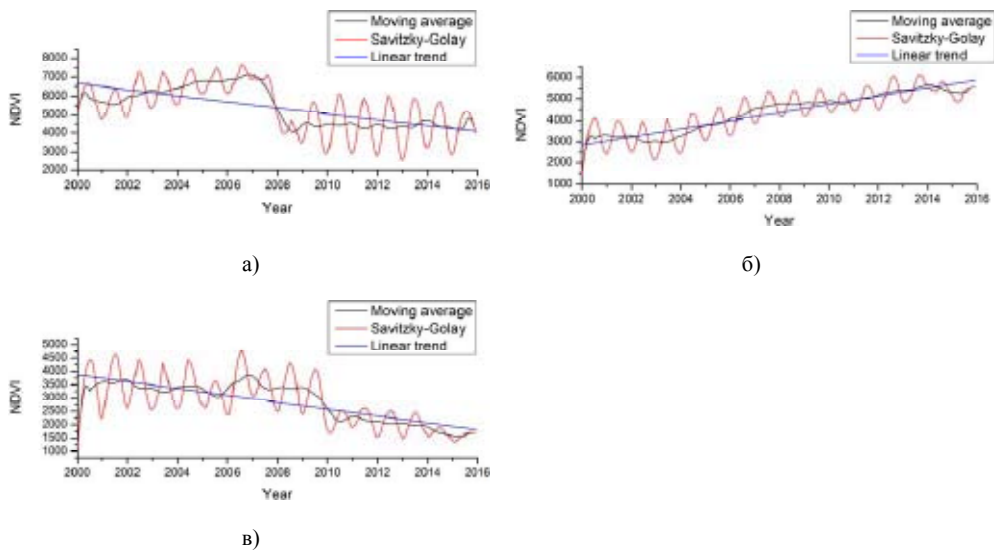 Moving average
Savitzky-Golay
Linear trend
8000
7000
6000
5000
4000
3000
2000
NDVI
2000 2002 2004 2006 2008 2010 2012 2014 2016
Year
а)
Moving average
Savitzky-Golay
Linear trend
6000
5000
4000
3000
2000
1000
NDVI
2000 2002 2004 2006 2008 2010 2012 2014 2016
Year
б)
Moving average
Savitzky-Golay
Linear trend
5000
4500
4000
3500
3000
2500
2000
1500
1000
NDVI
2000 2002 2004 2006 2008 2010 2012 2014 2016
Year
в)